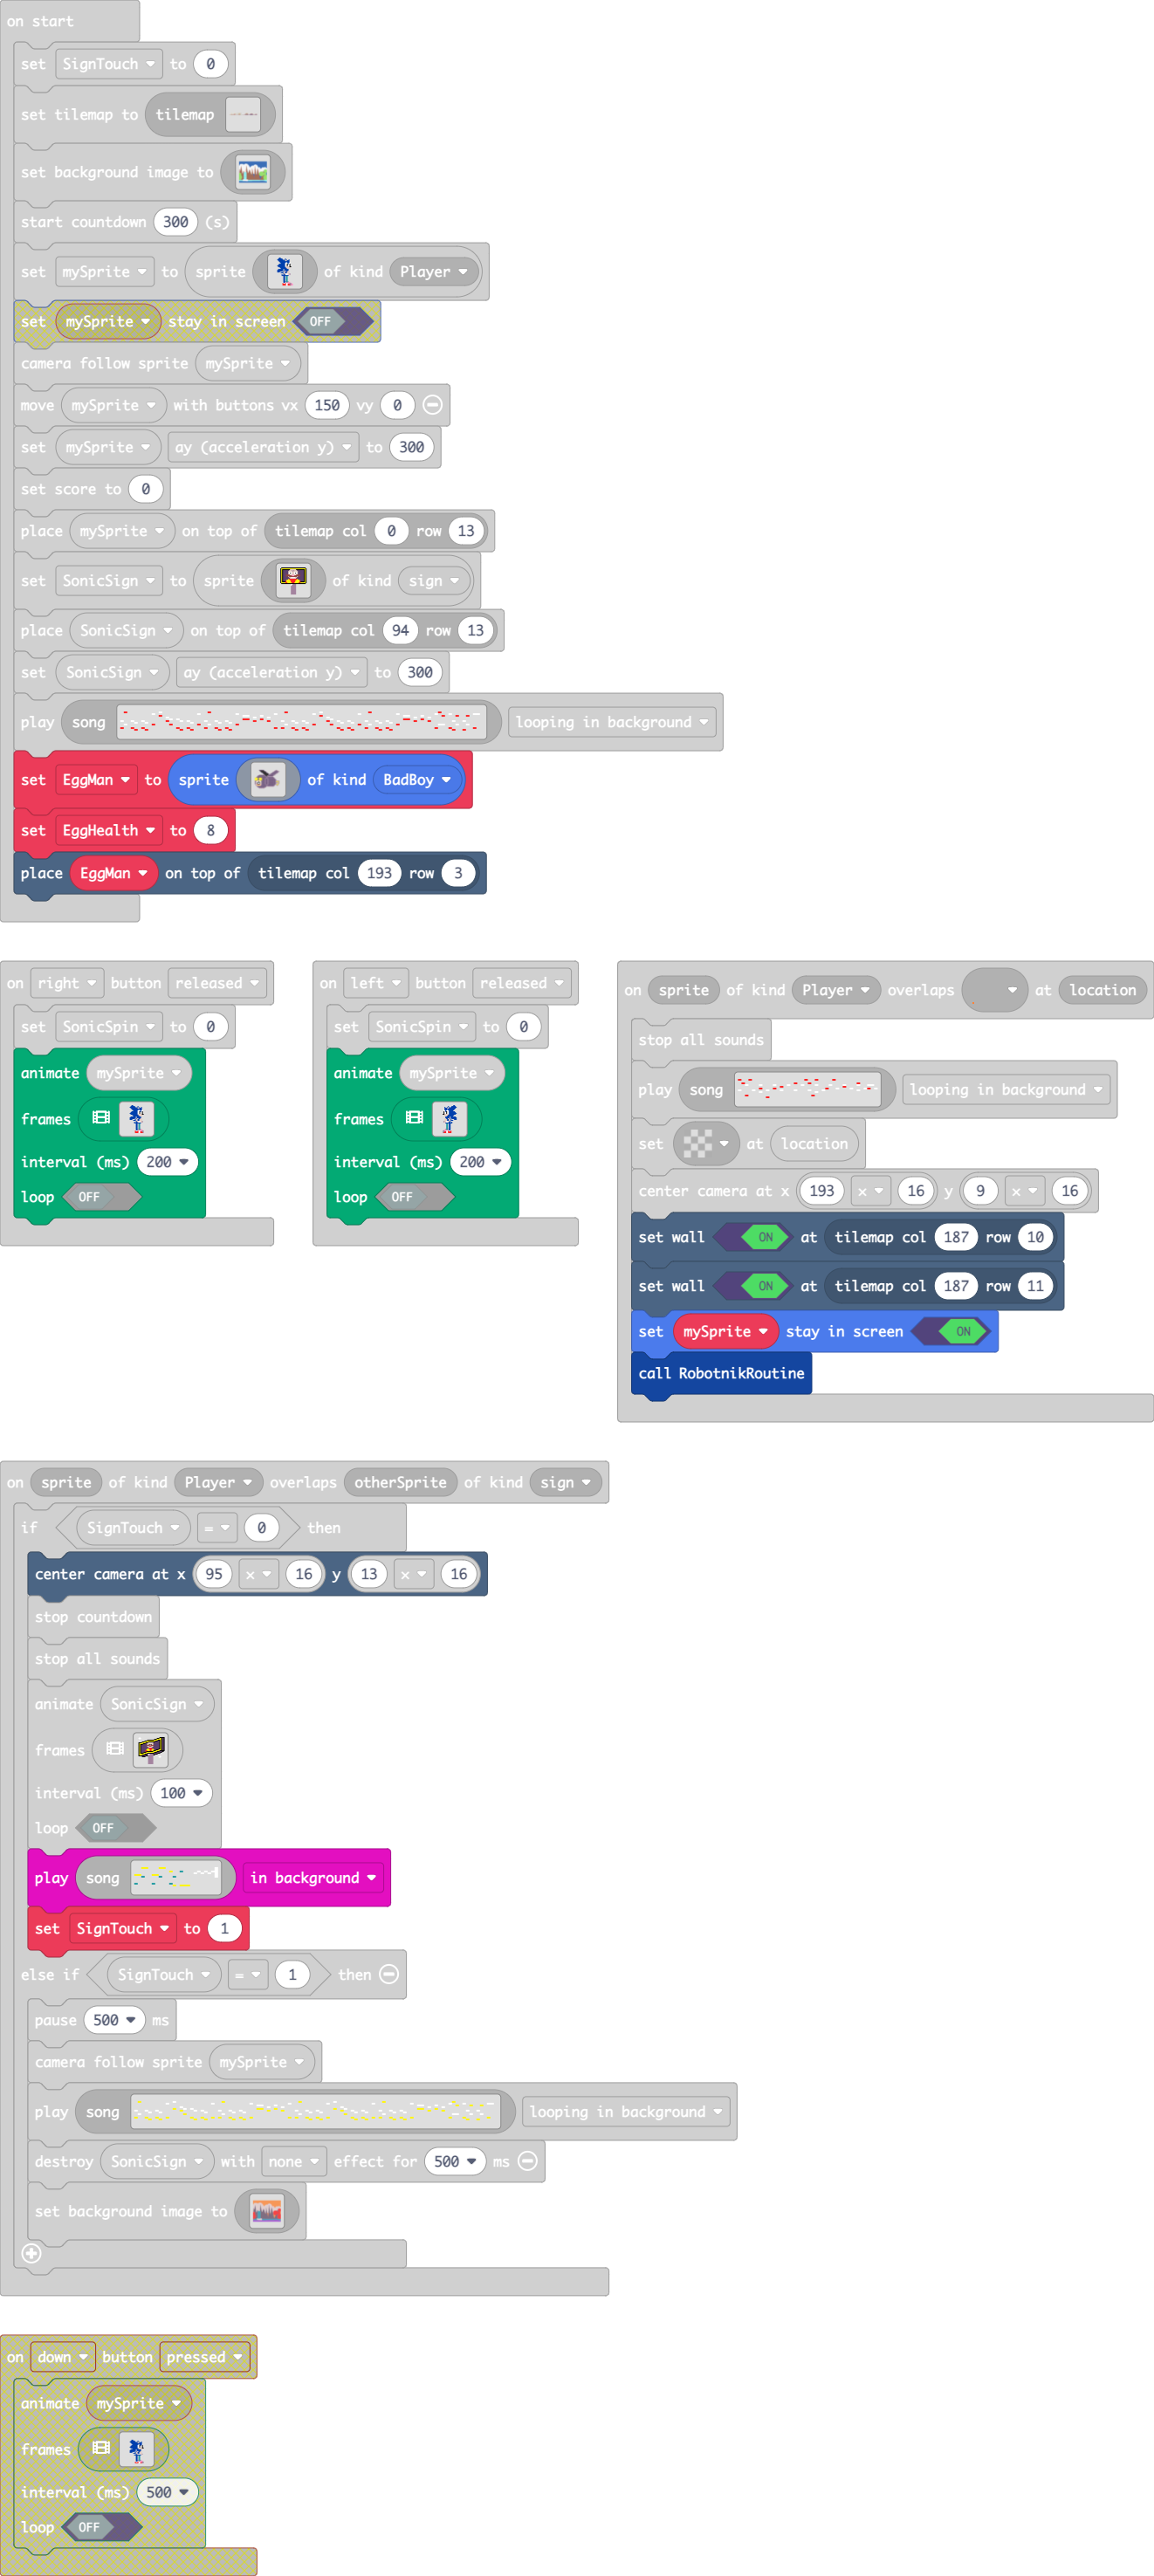 on start
set SignTouch to 0
set tilemap to tilemap
set background image to
start countdown 300 (s)
set mySprite to sprite of kind Player
set mySprite stay in screen OFF
camera follow sprite mySprite
move mySprite with buttons vx 150 vy 0
set mySprite ay (acceleration y) to 300
set score to 0
place mySprite on top of tilemap col 0 row 13
set SonicSign to sprite of kind sign
place SonicSign on top of tilemap col 94 row 13
set SonicSign ay (acceleration y) to 300
play song looping in background
set EggMan to sprite of kind BadBoy
set EggHealth to 8
place EggMan on top of tilemap col 193 row 3
on right button released
set SonicSpin to 0
animate mySprite
frames
interval (ms) 200
loop OFF
on left button released
set SonicSpin to 0
animate mySprite
frames
interval (ms) 200
loop OFF
on sprite of kind Player overlaps at location
stop all sounds
play song looping in background
set at location
center camera at x 193 × 16 y 9 × 16
set wall ON at tilemap col 187 row 10
set wall ON at tilemap col 187 row 11
set mySprite stay in screen ON
call RobotnikRoutine
on sprite of kind Player overlaps otherSprite of kind sign
if SignTouch = 0 then
center camera at x 95 × 16 y 13 × 16
stop countdown
stop all sounds
animate SonicSign
frames
interval (ms) 100
loop OFF
play song in background
set SignTouch to 1
else if SignTouch = 1 then
pause 500 ms
camera follow sprite mySprite
play song looping in background
destroy SonicSign with none effect for 500 ms
set background image to
on down button pressed
animate mySprite
frames
interval (ms) 500
loop OFF